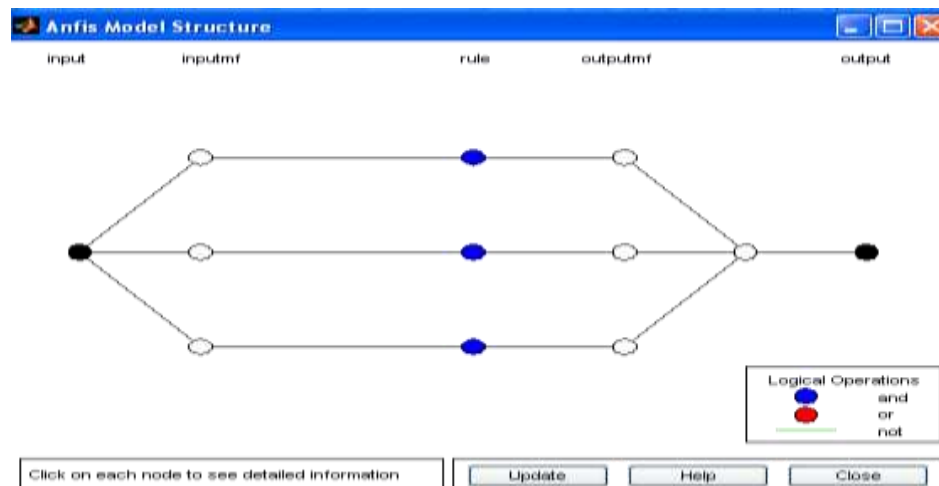 Anfis Model Structure
input inputmf rule outputmf output
Logical Operations
and
or
not
Click on each node to see detailed information
Update Help Close